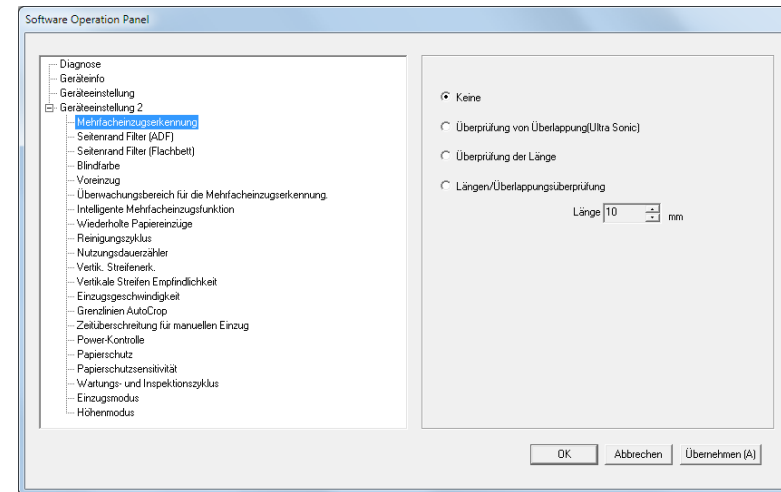 Software Operation Panel
Diagnose
Geräteinfo
Geräteeinstellung
Geräteeinstellung 2
Mehrfacheinzugserkennung
Seitenrand Filter (ADF)
Seitenrand Filter (Flachbett)
Blindfarbe
Voreinzug
Überwachungsbereich für die Mehrfacheinzugserkennung.
Intelligente Mehrfacheinzugsfunktion
Wiederholte Papiereinzüge
Reinigungszyklus
Nutzungsdauerzähler
Vertik. Streifenerk.
Vertikale Streifen Empfindlichkeit
Einzugsgeschwindigkeit
Grenzlinien AutoCrop
Zeitüberschreitung für manuellen Einzug
Power-Kontrolle
Papierschutz
Papierschutzsensitivität
Wartungs- und Inspektionszyklus
Einzugsmodus
Höhenmodus
Keine
Überprüfung von Überlappung(Ultra Sonic)
Überprüfung der Länge
Längen/Überlappungsüberprüfung
Länge 10 mm
OK Abbrechen Übernehmen (A)